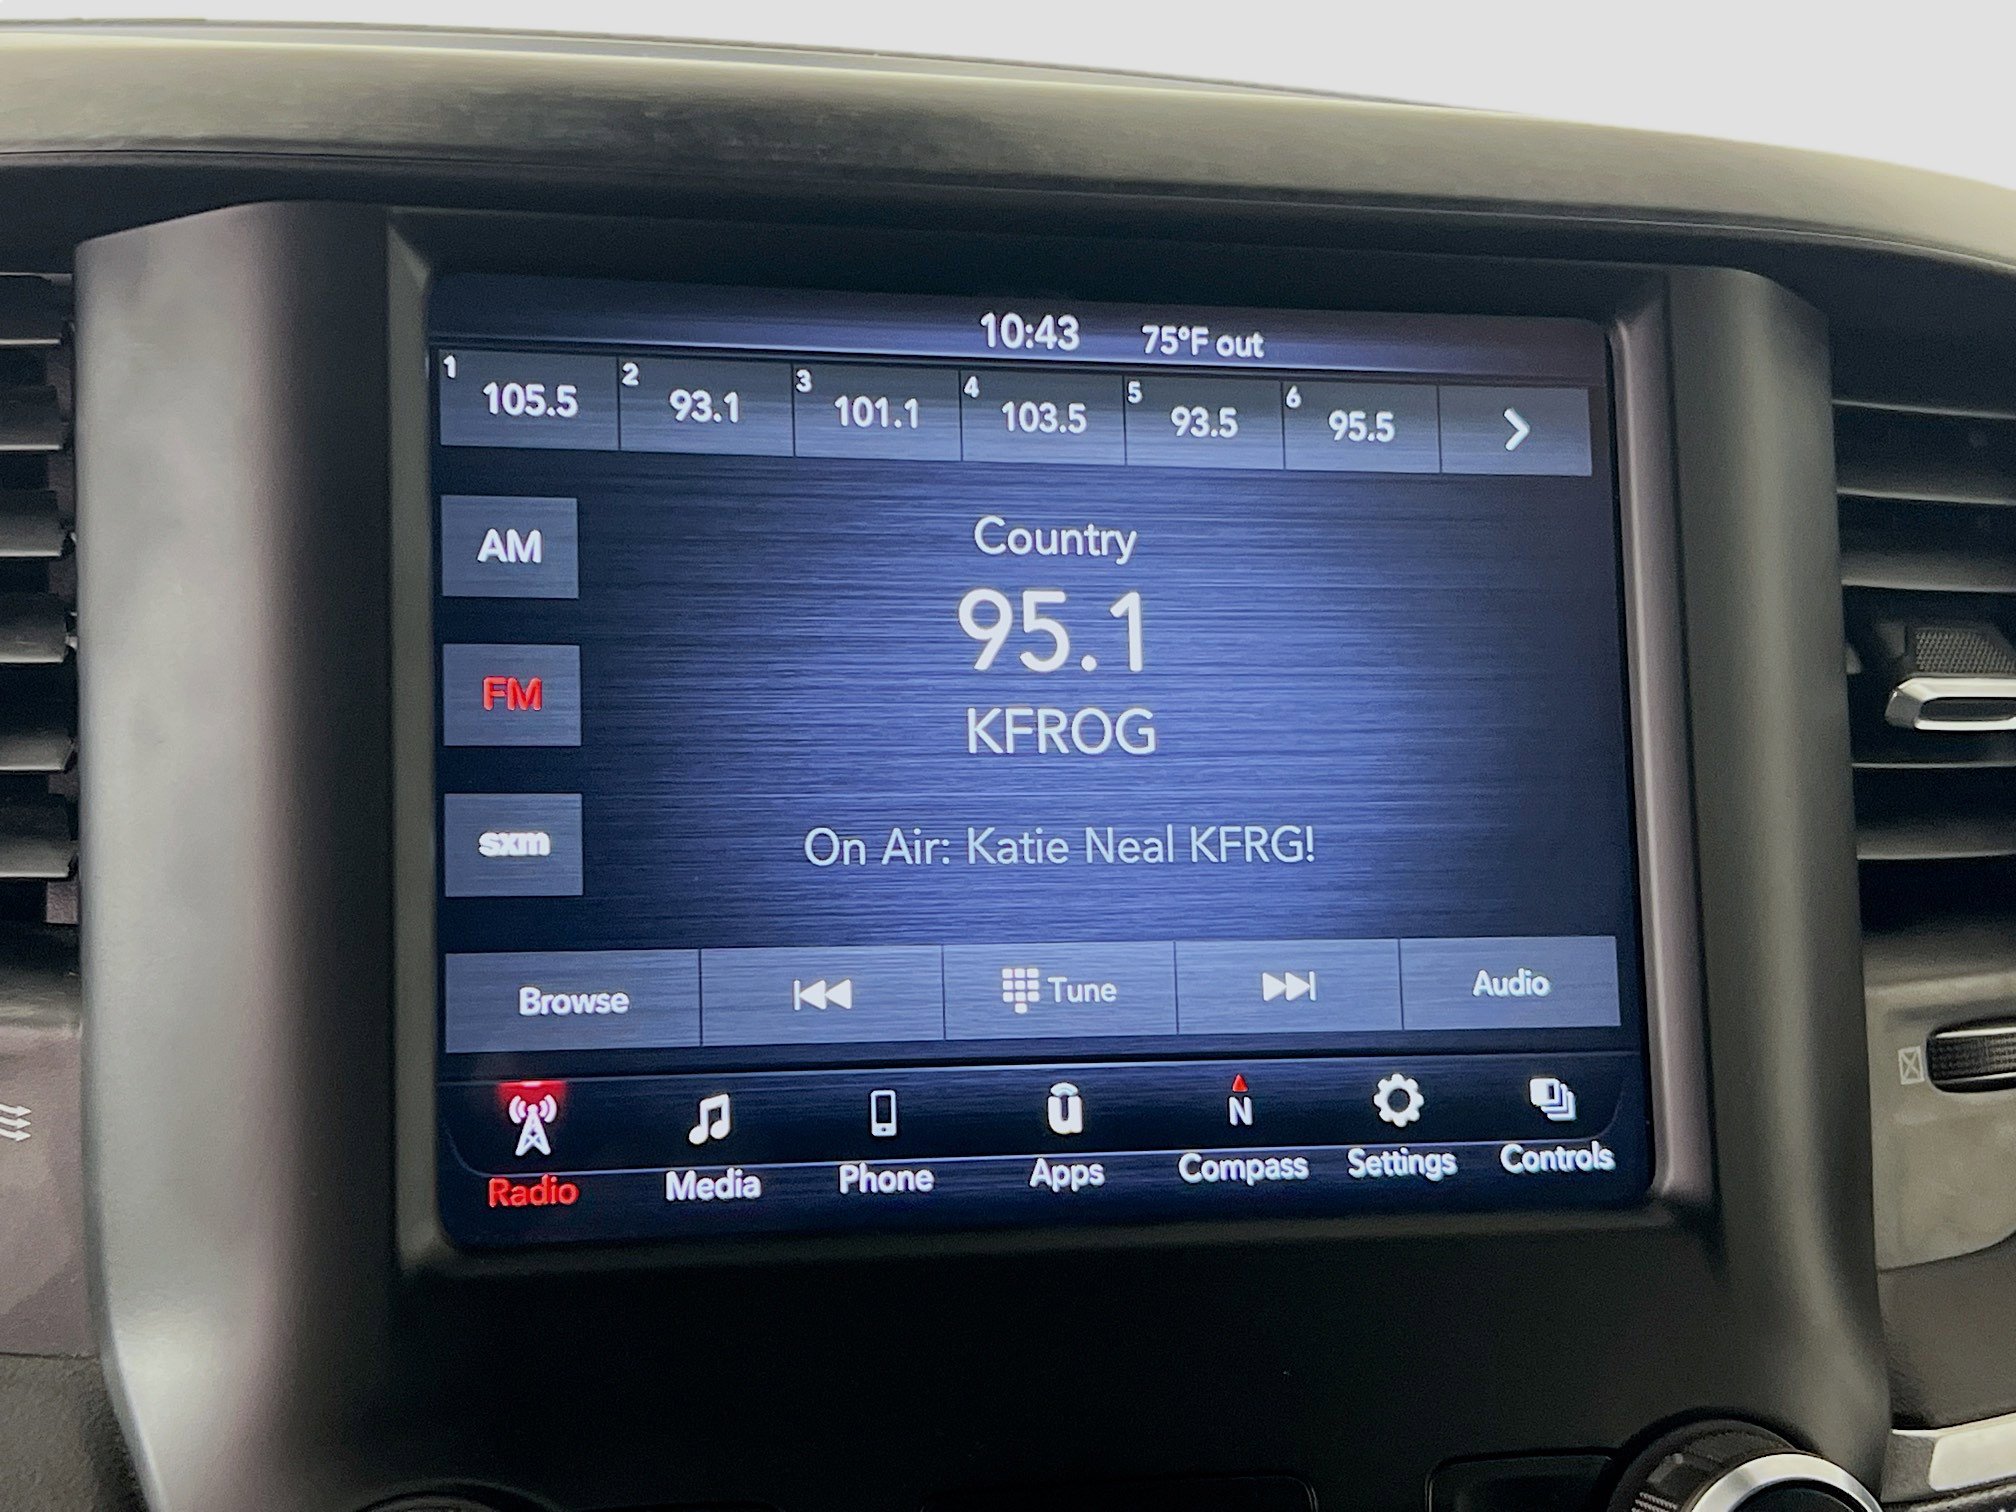 10:43 75°F out
1 105.5 2 93.1 3 101.1 4 103.5 5 93.5 6 95.5
AM
Country
95.1
FM
KFROG
sxm
On Air: Katie Neal KFRG!
Browse Tune Audio
N
Radio Media Phone Apps Compass Settings Controls